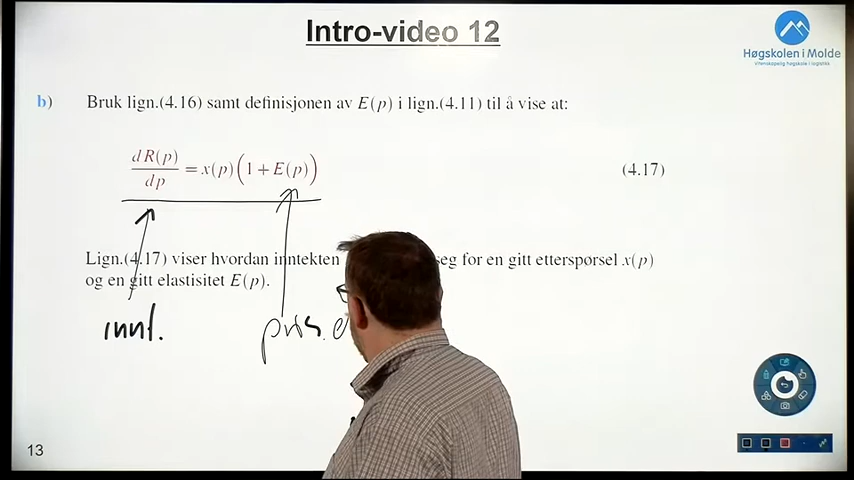 Intro-video 12
Høgskolen i Molde
Vitenskapelig høgskole i logistikk
b) Bruk lign.(4.16) samt definisjonen av E(p) i lign.(4.11) til å vise at:
dR(p)/dp = x(p)(1 + E(p)) (4.17)
Lign.(4.17) viser hvordan inntekten seg for en gitt etterspørsel x(p)
og en gitt elastisitet E(p).
innt. pris. e
13